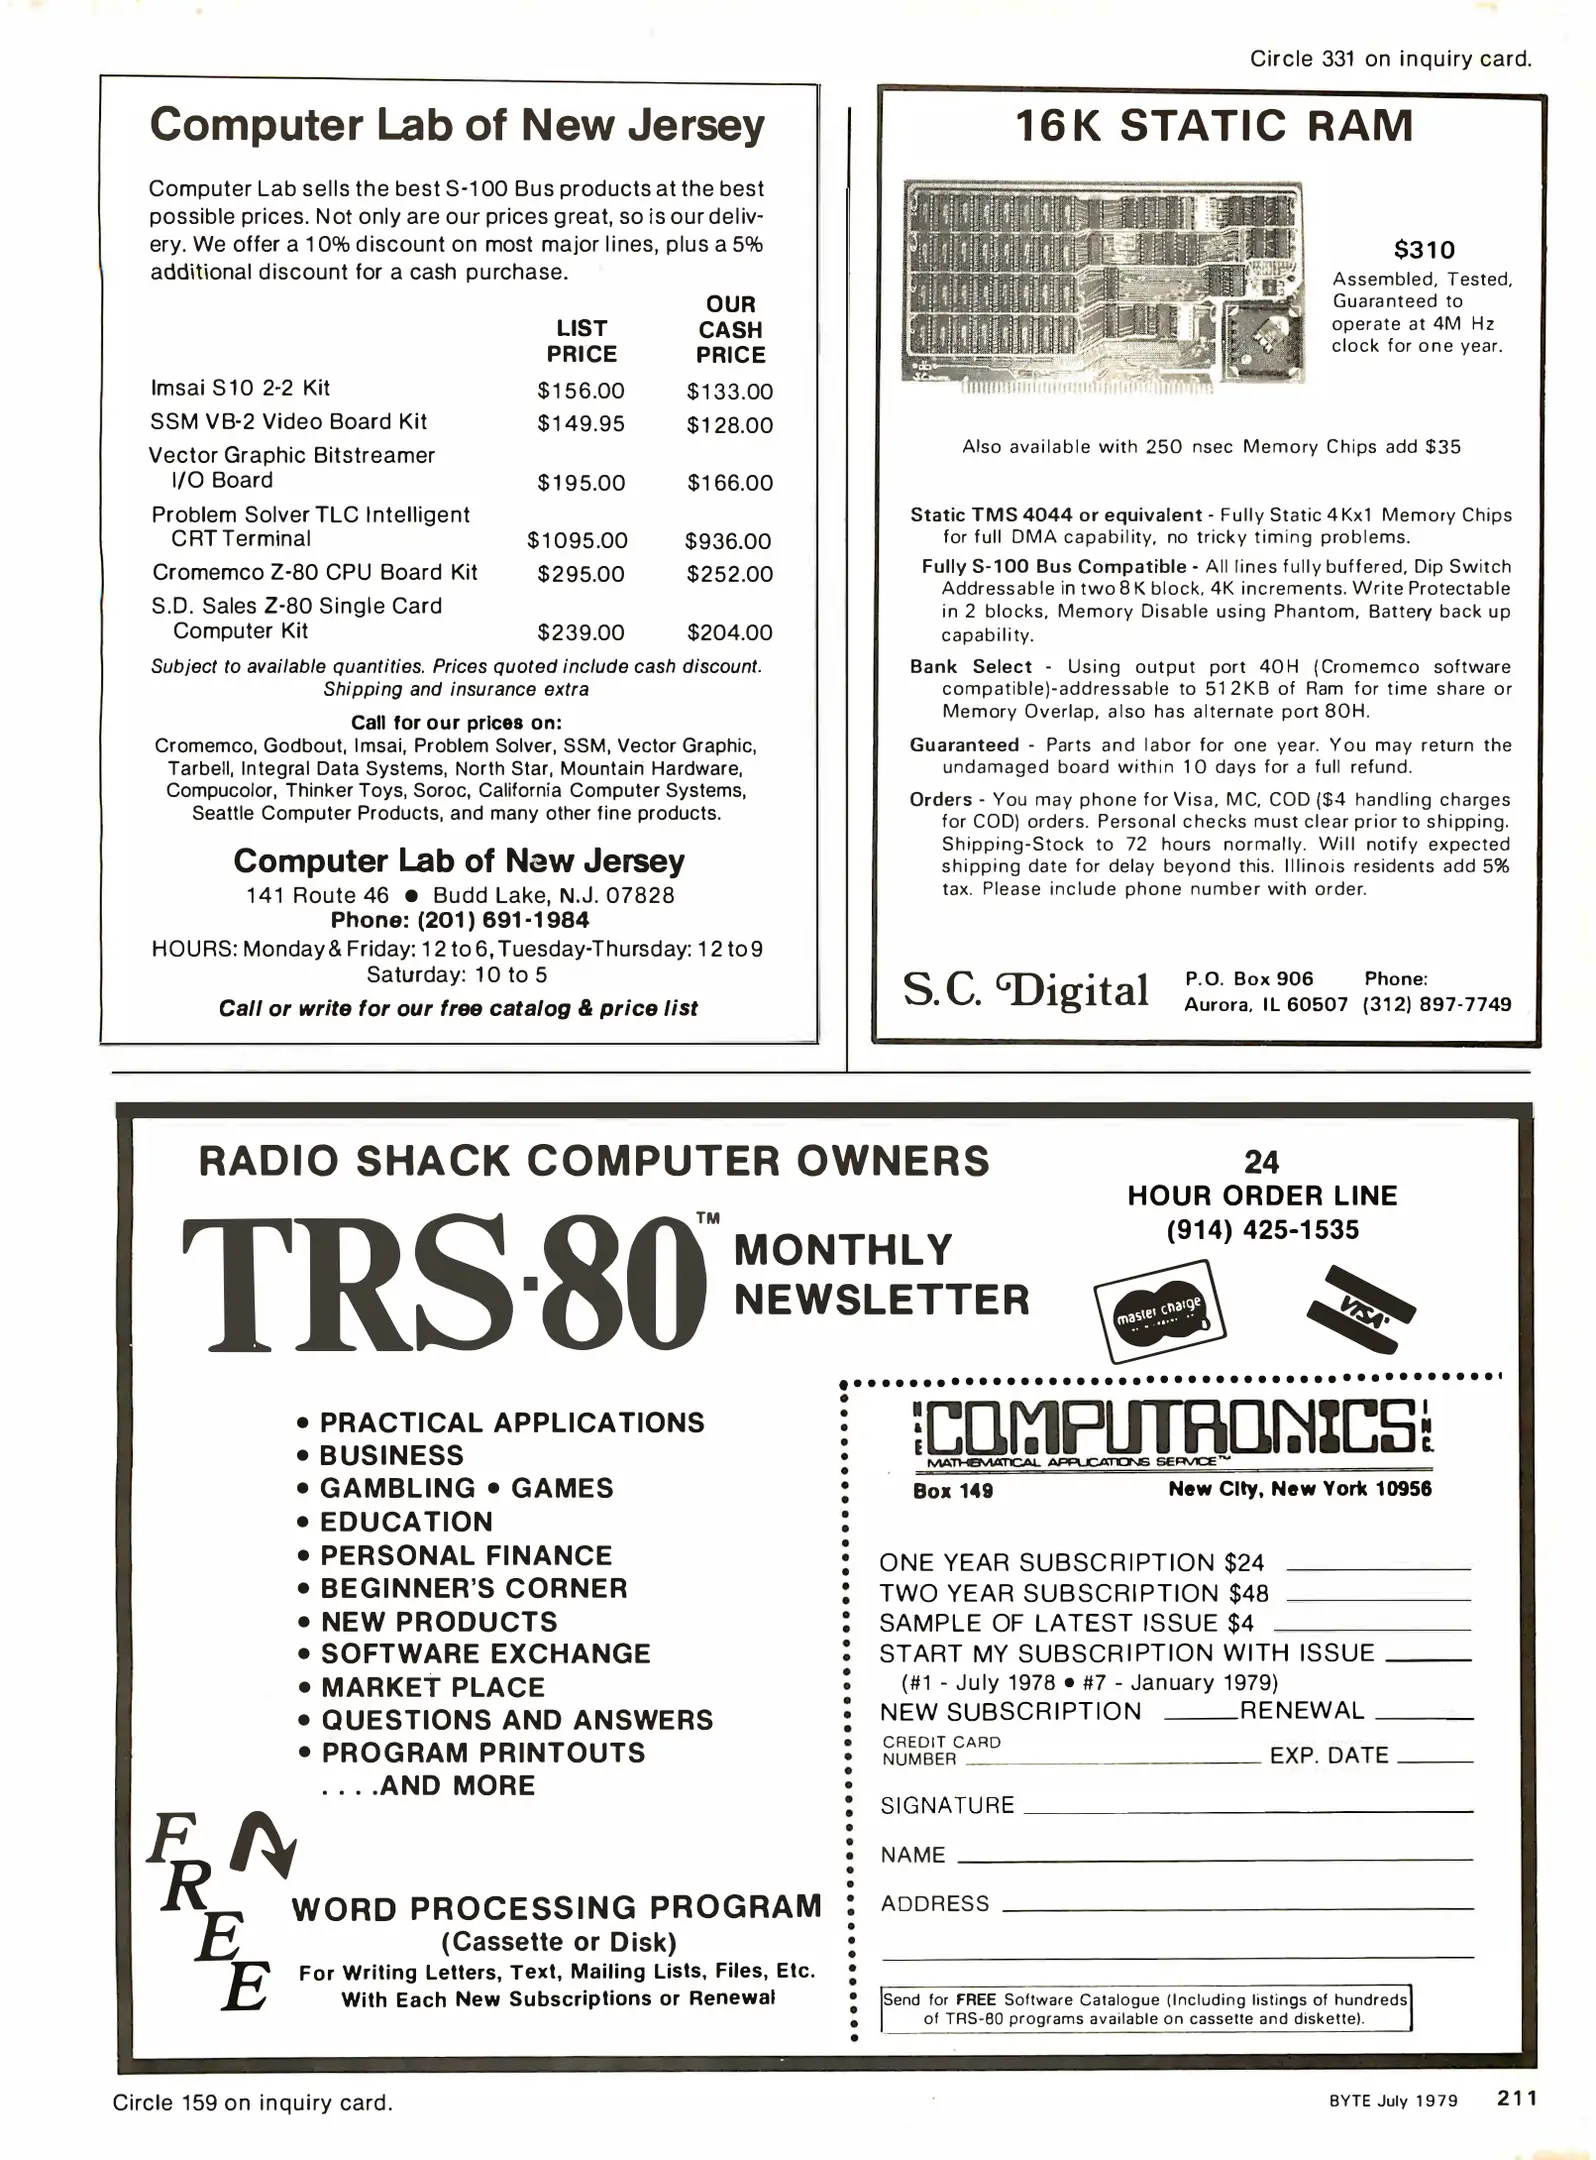 Circle 331 on inquiry card.
Computer Lab of New Jersey
Computer Lab sells the best S-100 Bus products at the best
possible prices. Not only are our prices great, so is our deliv-
ery. We offer a 10% discount on most major lines, plus a 5%
additional discount for a cash purchase.
LIST PRICE OUR CASH PRICE
Imsai S10 2-2 Kit $156.00 $133.00
SSM VB-2 Video Board Kit $149.95 $128.00
Vector Graphic Bitstreamer
I/O Board $195.00 $166.00
Problem Solver TLC Intelligent
CRT Terminal $1095.00 $936.00
Cromemco Z-80 CPU Board Kit $295.00 $252.00
S.D. Sales Z-80 Single Card
Computer Kit $239.00 $204.00
Subject to available quantities. Prices quoted include cash discount.
Shipping and insurance extra
Call for our prices on:
Cromemco, Godbout, Imsai, Problem Solver, SSM, Vector Graphic,
Tarbell, Integral Data Systems, North Star, Mountain Hardware,
Compucolor, Thinker Toys, Soroc, California Computer Systems,
Seattle Computer Products, and many other fine products.
Computer Lab of New Jersey
141 Route 46 • Budd Lake, N.J. 07828
Phone: (201) 691-1984
HOURS: Monday & Friday: 12 to 6, Tuesday-Thursday: 12 to 9
Saturday: 10 to 5
Call or write for our free catalog & price list
16K STATIC RAM
$310
Assembled, Tested,
Guaranteed to
operate at 4M Hz
clock for one year.
Also available with 250 nsec Memory Chips add $35
Static TMS 4044 or equivalent - Fully Static 4Kx1 Memory Chips
for full DMA capability, no tricky timing problems.
Fully S-100 Bus Compatible - All lines fully buffered, Dip Switch
Addressable in two 8K block, 4K increments. Write Protectable
in 2 blocks, Memory Disable using Phantom, Battery back up
capability.
Bank Select - Using output port 40H (Cromemco software
compatible)-addressable to 512KB of Ram for time share or
Memory Overlap, also has alternate port 80H.
Guaranteed - Parts and labor for one year. You may return the
undamaged board within 10 days for a full refund.
Orders - You may phone for Visa, MC, COD ($4 handling charges
for COD) orders. Personal checks must clear prior to shipping.
Shipping-Stock to 72 hours normally. Will notify expected
shipping date for delay beyond this. Illinois residents add 5%
tax. Please include phone number with order.
S.C. Digital
P.O. Box 906 Phone:
Aurora, IL 60507 (312) 897-7749
RADIO SHACK COMPUTER OWNERS
TRS-80™
MONTHLY
NEWSLETTER
24
HOUR ORDER LINE
(914) 425-1535
master charge
VISA
• PRACTICAL APPLICATIONS
• BUSINESS
• GAMBLING • GAMES
• EDUCATION
• PERSONAL FINANCE
• BEGINNER'S CORNER
• NEW PRODUCTS
• SOFTWARE EXCHANGE
• MARKET PLACE
• QUESTIONS AND ANSWERS
• PROGRAM PRINTOUTS
. . . .AND MORE
FREE
WORD PROCESSING PROGRAM
(Cassette or Disk)
For Writing Letters, Text, Mailing Lists, Files, Etc.
With Each New Subscriptions or Renewal
COMPUTRONICS INC.
MATHEMATICAL APPLICATIONS SERVICE™
Box 149 New City, New York 10956
ONE YEAR SUBSCRIPTION $24
TWO YEAR SUBSCRIPTION $48
SAMPLE OF LATEST ISSUE $4
START MY SUBSCRIPTION WITH ISSUE
(#1 - July 1978 • #7 - January 1979)
NEW SUBSCRIPTION RENEWAL
CREDIT CARD
NUMBER EXP. DATE
SIGNATURE
NAME
ADDRESS
Send for FREE Software Catalogue (Including listings of hundreds
of TRS-80 programs available on cassette and diskette).
Circle 159 on inquiry card.
BYTE July 1979 211